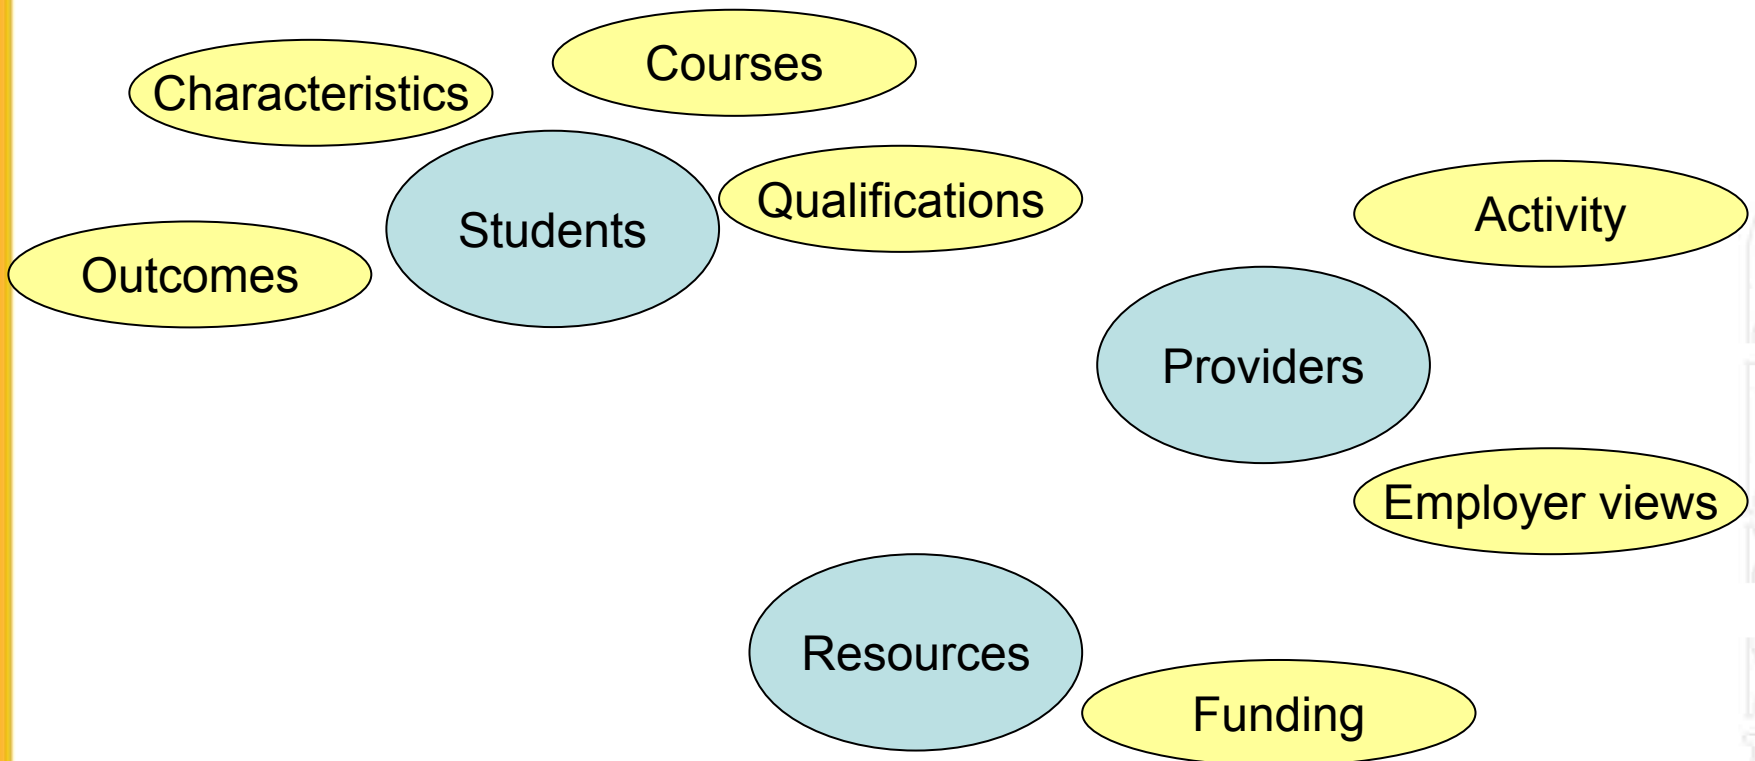 Courses
Characteristics
Qualifications
Students
Activity
Outcomes
Providers
Employer views
Resources
Funding